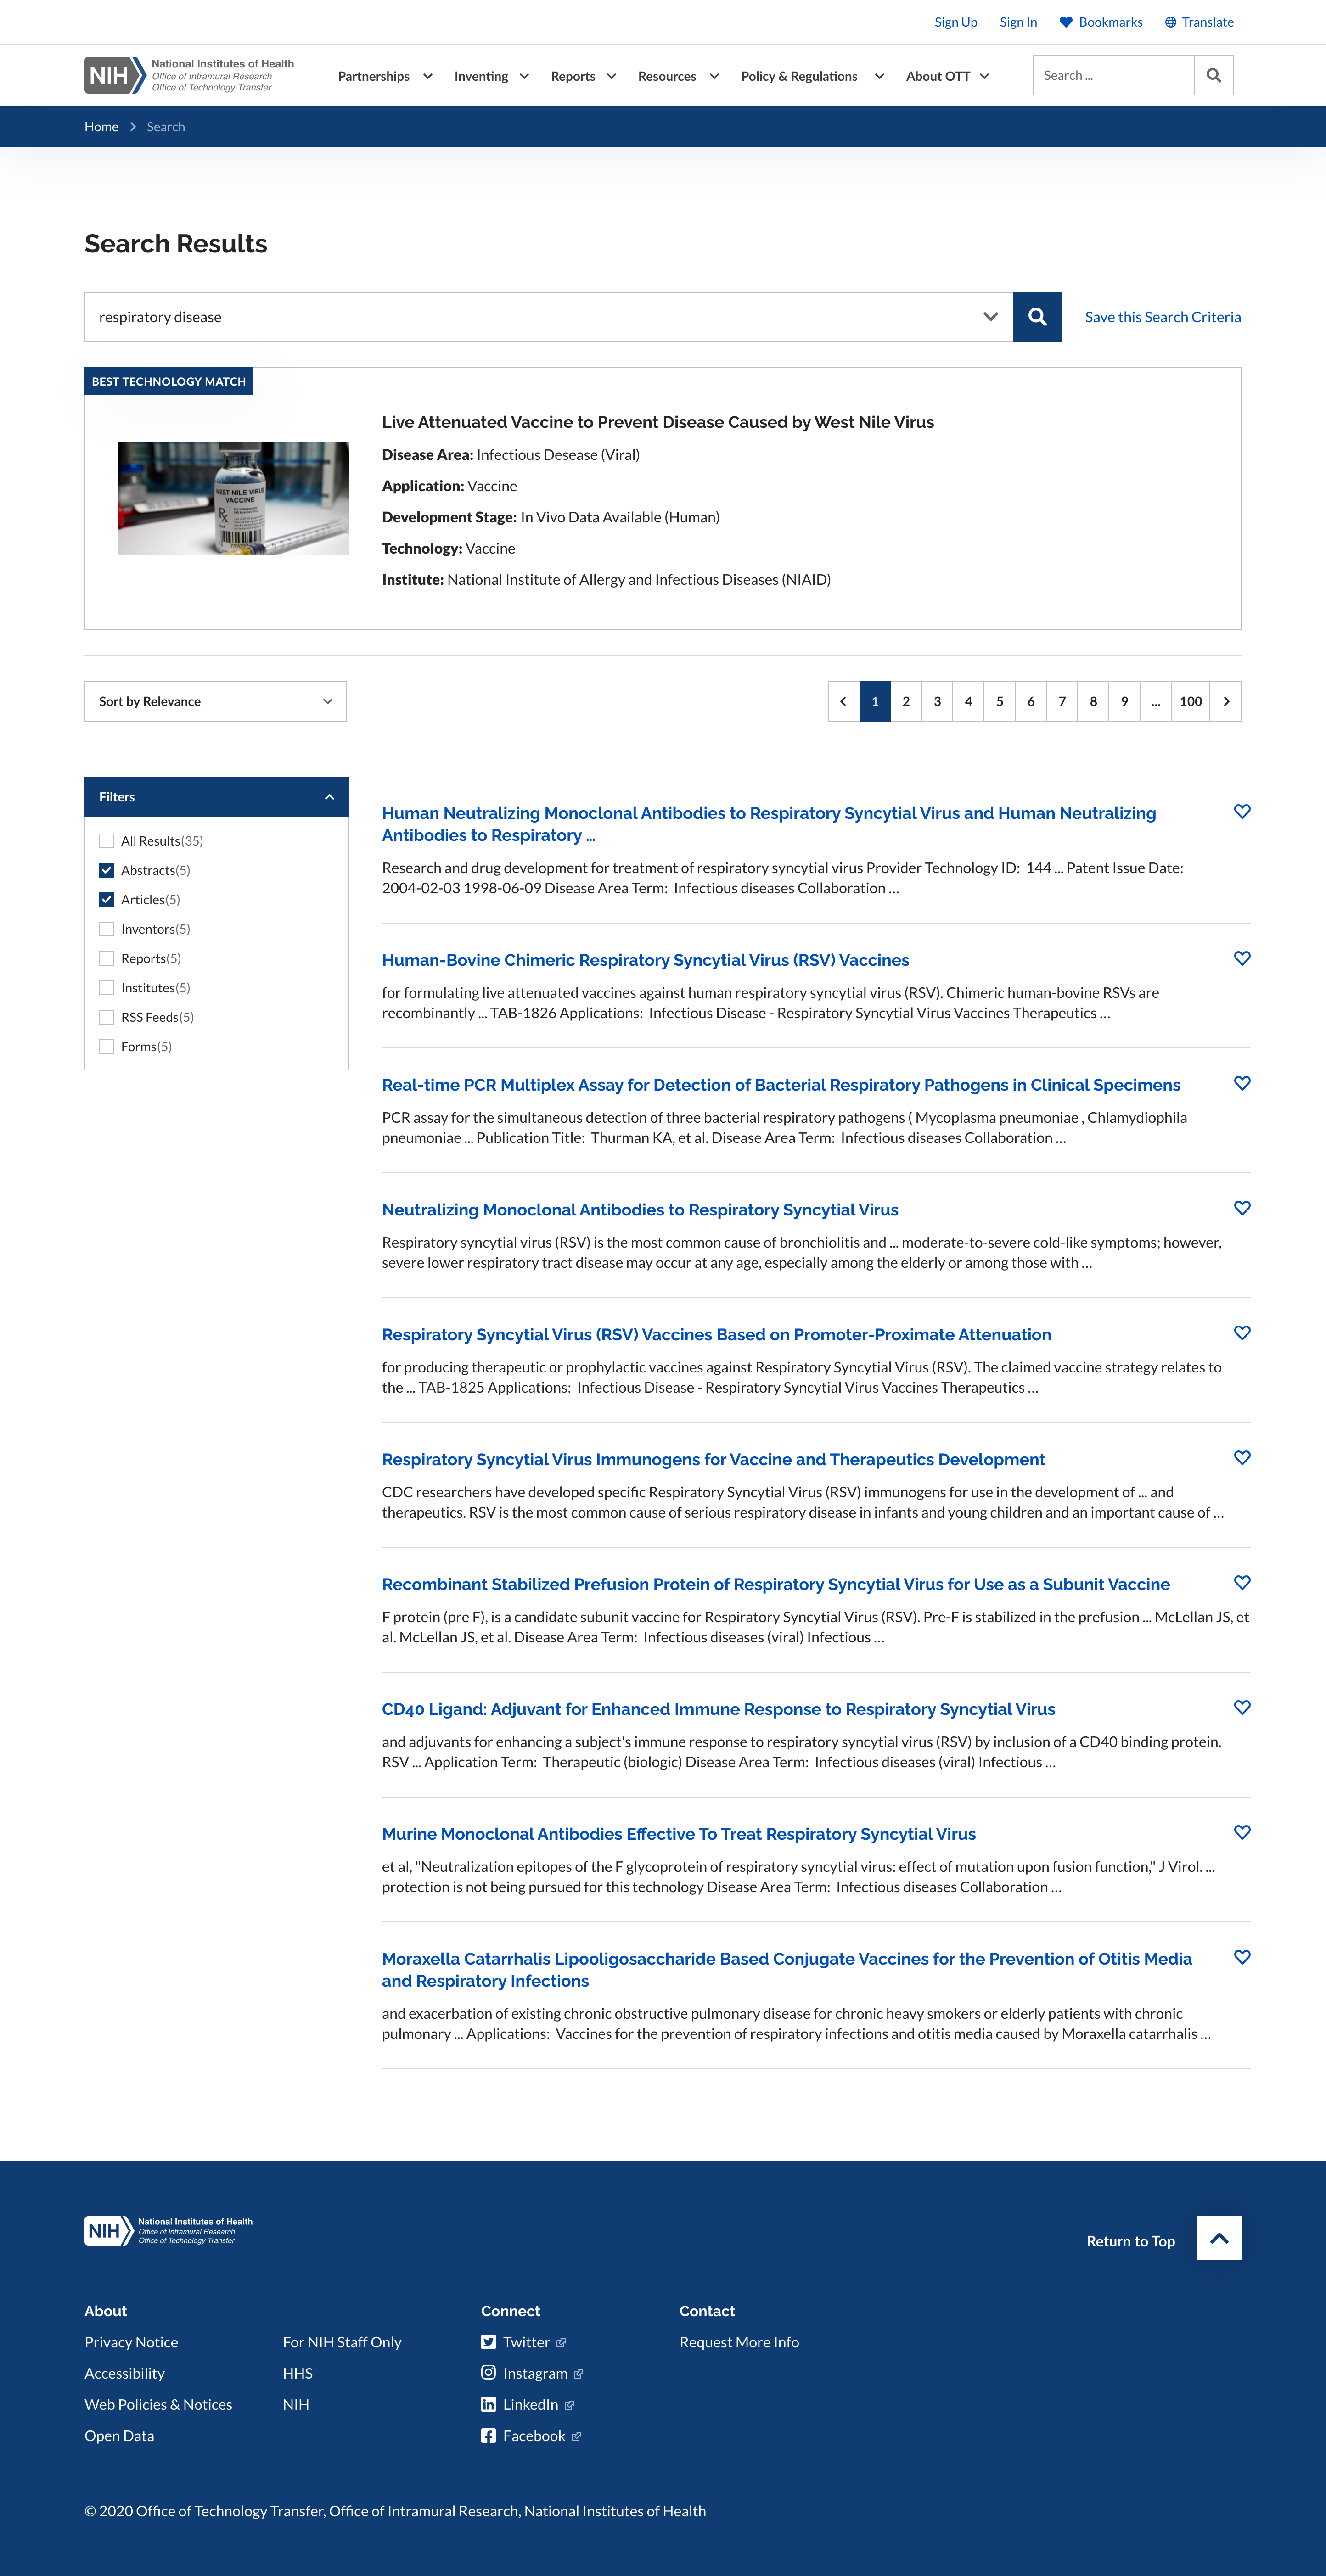 Sign Up Sign In Bookmarks Translate
NIH National Institutes of Health
Office of Intramural Research
Office of Technology Transfer
Partnerships Inventing Reports Resources Policy & Regulations About OTT Search ...
Home Search
Search Results
respiratory disease
Save this Search Criteria
BEST TECHNOLOGY MATCH
WEST NILE VIRUS
VACCINE
Rx
Live Attenuated Vaccine to Prevent Disease Caused by West Nile Virus
Disease Area: Infectious Desease (Viral)
Application: Vaccine
Development Stage: In Vivo Data Available (Human)
Technology: Vaccine
Institute: National Institute of Allergy and Infectious Diseases (NIAID)
Sort by Relevance
1 2 3 4 5 6 7 8 9 ... 100
Filters
All Results(35)
Abstracts(5)
Articles(5)
Inventors(5)
Reports(5)
Institutes(5)
RSS Feeds(5)
Forms(5)
Human Neutralizing Monoclonal Antibodies to Respiratory Syncytial Virus and Human Neutralizing
Antibodies to Respiratory ...
Research and drug development for treatment of respiratory syncytial virus Provider Technology ID: 144 ... Patent Issue Date:
2004-02-03 1998-06-09 Disease Area Term: Infectious diseases Collaboration ...
Human-Bovine Chimeric Respiratory Syncytial Virus (RSV) Vaccines
for formulating live attenuated vaccines against human respiratory syncytial virus (RSV). Chimeric human-bovine RSVs are
recombinantly ... TAB-1826 Applications: Infectious Disease - Respiratory Syncytial Virus Vaccines Therapeutics ...
Real-time PCR Multiplex Assay for Detection of Bacterial Respiratory Pathogens in Clinical Specimens
PCR assay for the simultaneous detection of three bacterial respiratory pathogens ( Mycoplasma pneumoniae , Chlamydiophila
pneumoniae ... Publication Title: Thurman KA, et al. Disease Area Term: Infectious diseases Collaboration ...
Neutralizing Monoclonal Antibodies to Respiratory Syncytial Virus
Respiratory syncytial virus (RSV) is the most common cause of bronchiolitis and ... moderate-to-severe cold-like symptoms; however,
severe lower respiratory tract disease may occur at any age, especially among the elderly or among those with ...
Respiratory Syncytial Virus (RSV) Vaccines Based on Promoter-Proximate Attenuation
for producing therapeutic or prophylactic vaccines against Respiratory Syncytial Virus (RSV). The claimed vaccine strategy relates to
the ... TAB-1825 Applications: Infectious Disease - Respiratory Syncytial Virus Vaccines Therapeutics ...
Respiratory Syncytial Virus Immunogens for Vaccine and Therapeutics Development
CDC researchers have developed specific Respiratory Syncytial Virus (RSV) immunogens for use in the development of ... and
therapeutics. RSV is the most common cause of serious respiratory disease in infants and young children and an important cause of ...
Recombinant Stabilized Prefusion Protein of Respiratory Syncytial Virus for Use as a Subunit Vaccine
F protein (pre F), is a candidate subunit vaccine for Respiratory Syncytial Virus (RSV). Pre-F is stabilized in the prefusion ... McLellan JS, et
al. McLellan JS, et al. Disease Area Term: Infectious diseases (viral) Infectious ...
CD40 Ligand: Adjuvant for Enhanced Immune Response to Respiratory Syncytial Virus
and adjuvants for enhancing a subject's immune response to respiratory syncytial virus (RSV) by inclusion of a CD40 binding protein.
RSV ... Application Term: Therapeutic (biologic) Disease Area Term: Infectious diseases (viral) Infectious ...
Murine Monoclonal Antibodies Effective To Treat Respiratory Syncytial Virus
et al, "Neutralization epitopes of the F glycoprotein of respiratory syncytial virus: effect of mutation upon fusion function," J Virol. ...
protection is not being pursued for this technology Disease Area Term: Infectious diseases Collaboration ...
Moraxella Catarrhalis Lipooligosaccharide Based Conjugate Vaccines for the Prevention of Otitis Media
and Respiratory Infections
and exacerbation of existing chronic obstructive pulmonary disease for chronic heavy smokers or elderly patients with chronic
pulmonary ... Applications: Vaccines for the prevention of respiratory infections and otitis media caused by Moraxella catarrhalis ...
NIH National Institutes of Health
Office of Intramural Research
Office of Technology Transfer
Return to Top
About Connect Contact
Privacy Notice For NIH Staff Only Twitter Request More Info
Accessibility HHS Instagram
Web Policies & Notices NIH LinkedIn
Open Data Facebook
© 2020 Office of Technology Transfer, Office of Intramural Research, National Institutes of Health